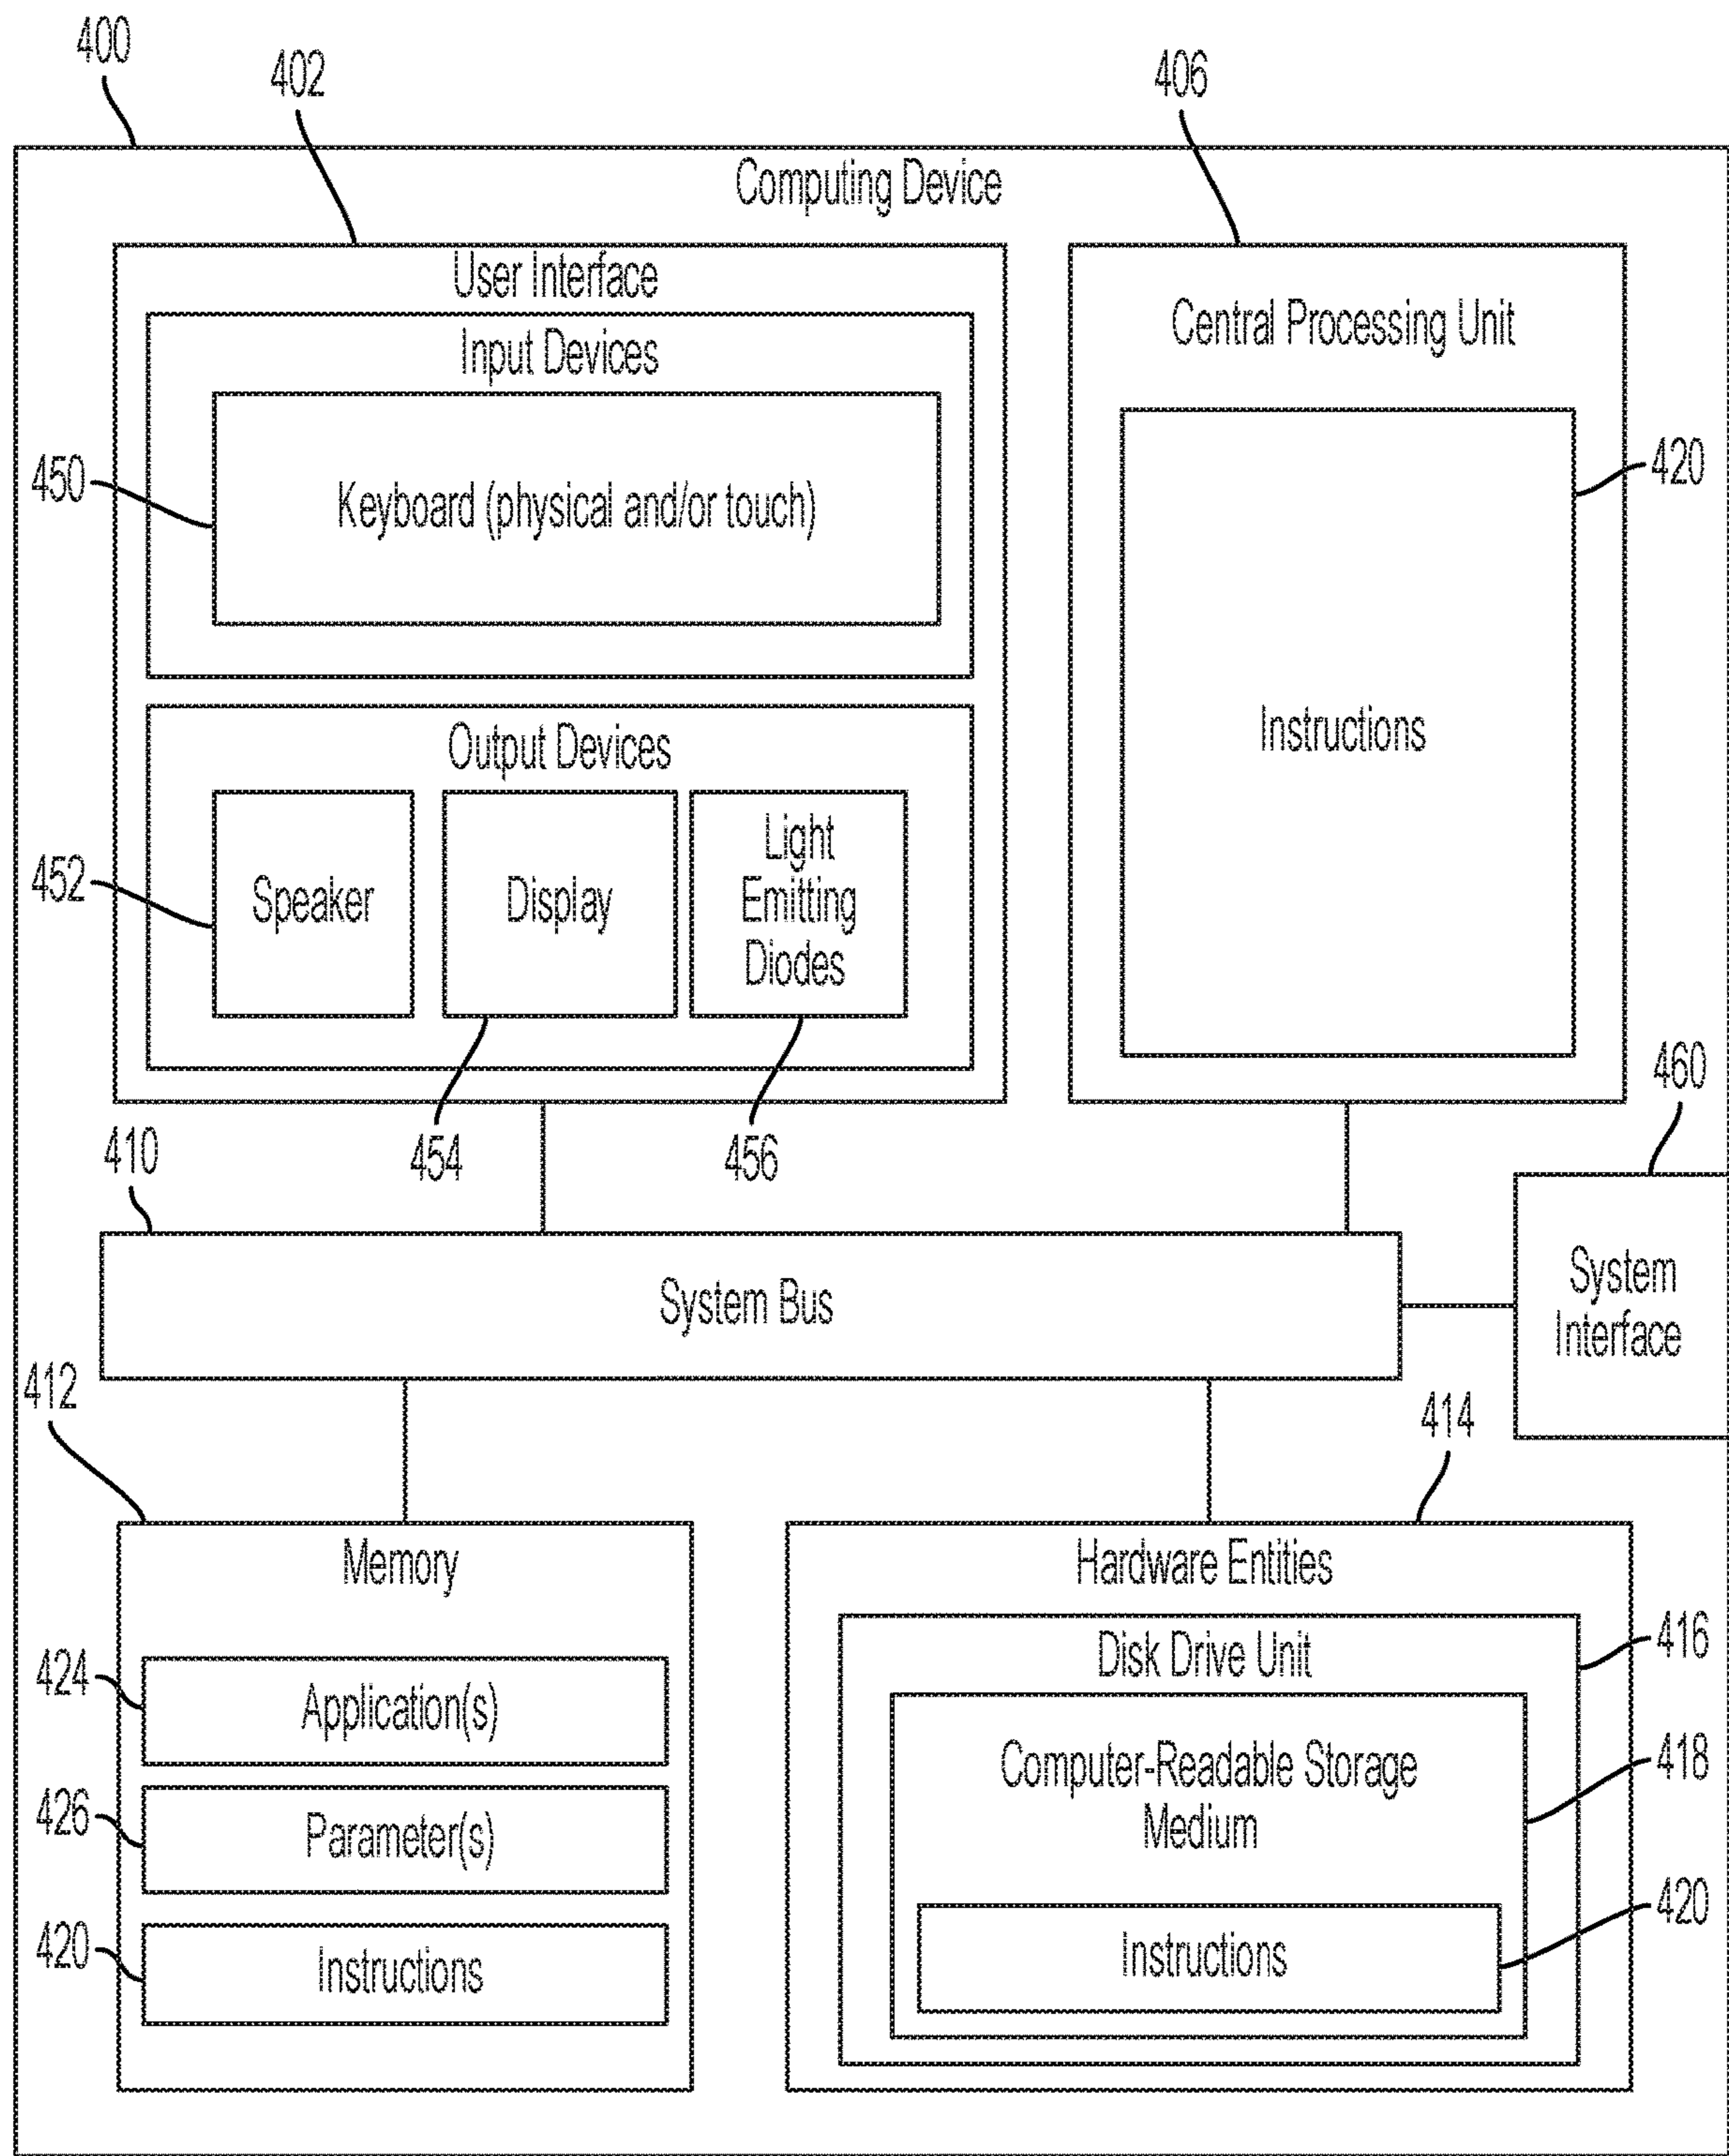 400
402
406
Computing Device
User Interface
Input Devices
450
Keyboard (physical and/or touch)
Central Processing Unit
420
Instructions
Output Devices
452
Speaker
Display
Light
Emitting
Diodes
454
456
460
410
System Bus
System
Interface
412
414
Memory
424
Application(s)
426
Parameter(s)
420
Instructions
Hardware Entities
Disk Drive Unit
416
Computer-Readable Storage
Medium
418
Instructions
420